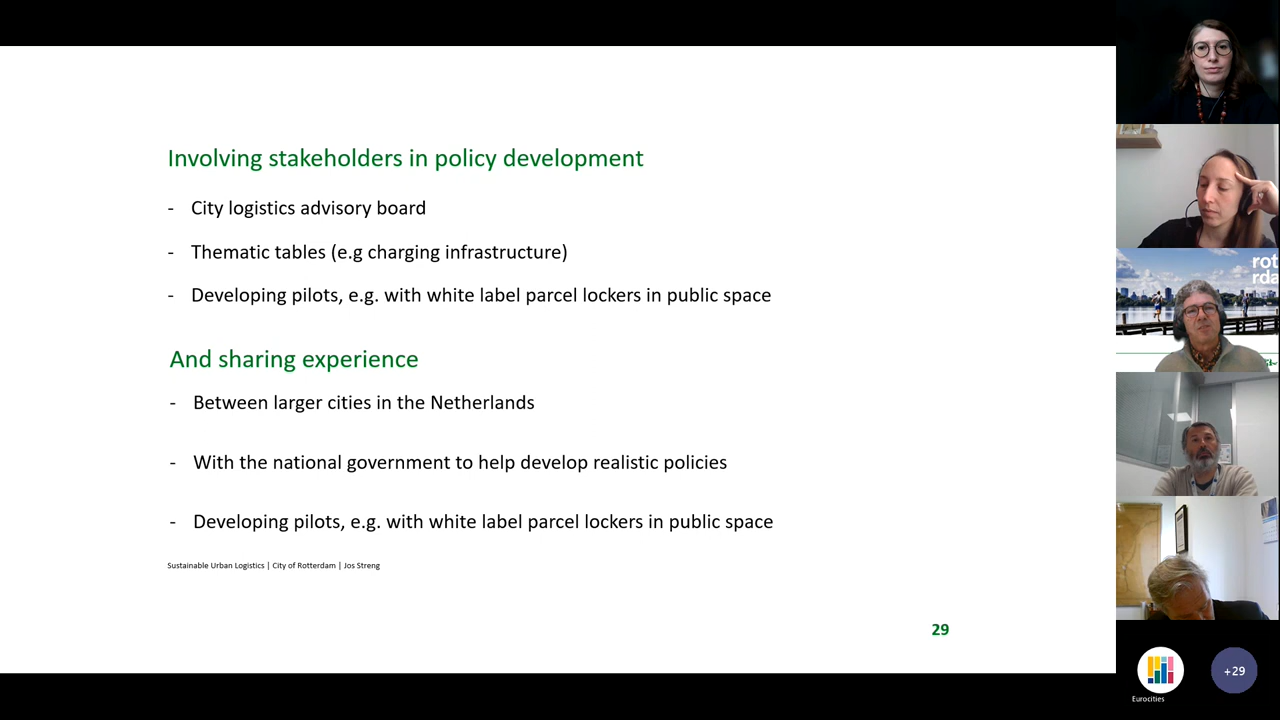 Involving stakeholders in policy development
- City logistics advisory board
- Thematic tables (e.g charging infrastructure)
- Developing pilots, e.g. with white label parcel lockers in public space
And sharing experience
- Between larger cities in the Netherlands
- With the national government to help develop realistic policies
- Developing pilots, e.g. with white label parcel lockers in public space
Sustainable Urban Logistics | City of Rotterdam | Jos Streng
29
rot
rda
Eurocities
+29